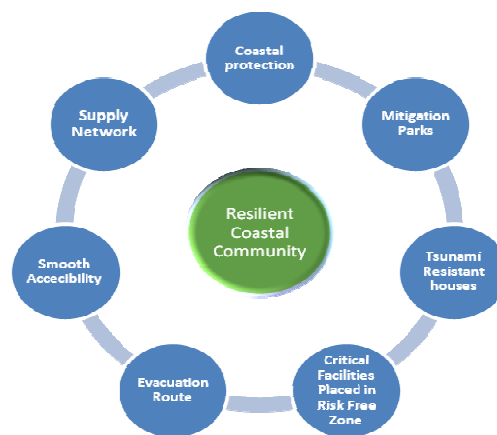 Coastal
protection
Mitigation
Parks
Tsunami
Resistant
houses
Critical
Facilities
Placed in
Risk Free
Zone
Evacuation
Route
Smooth
Accecibility
Supply
Network
Resilient
Coastal
Community